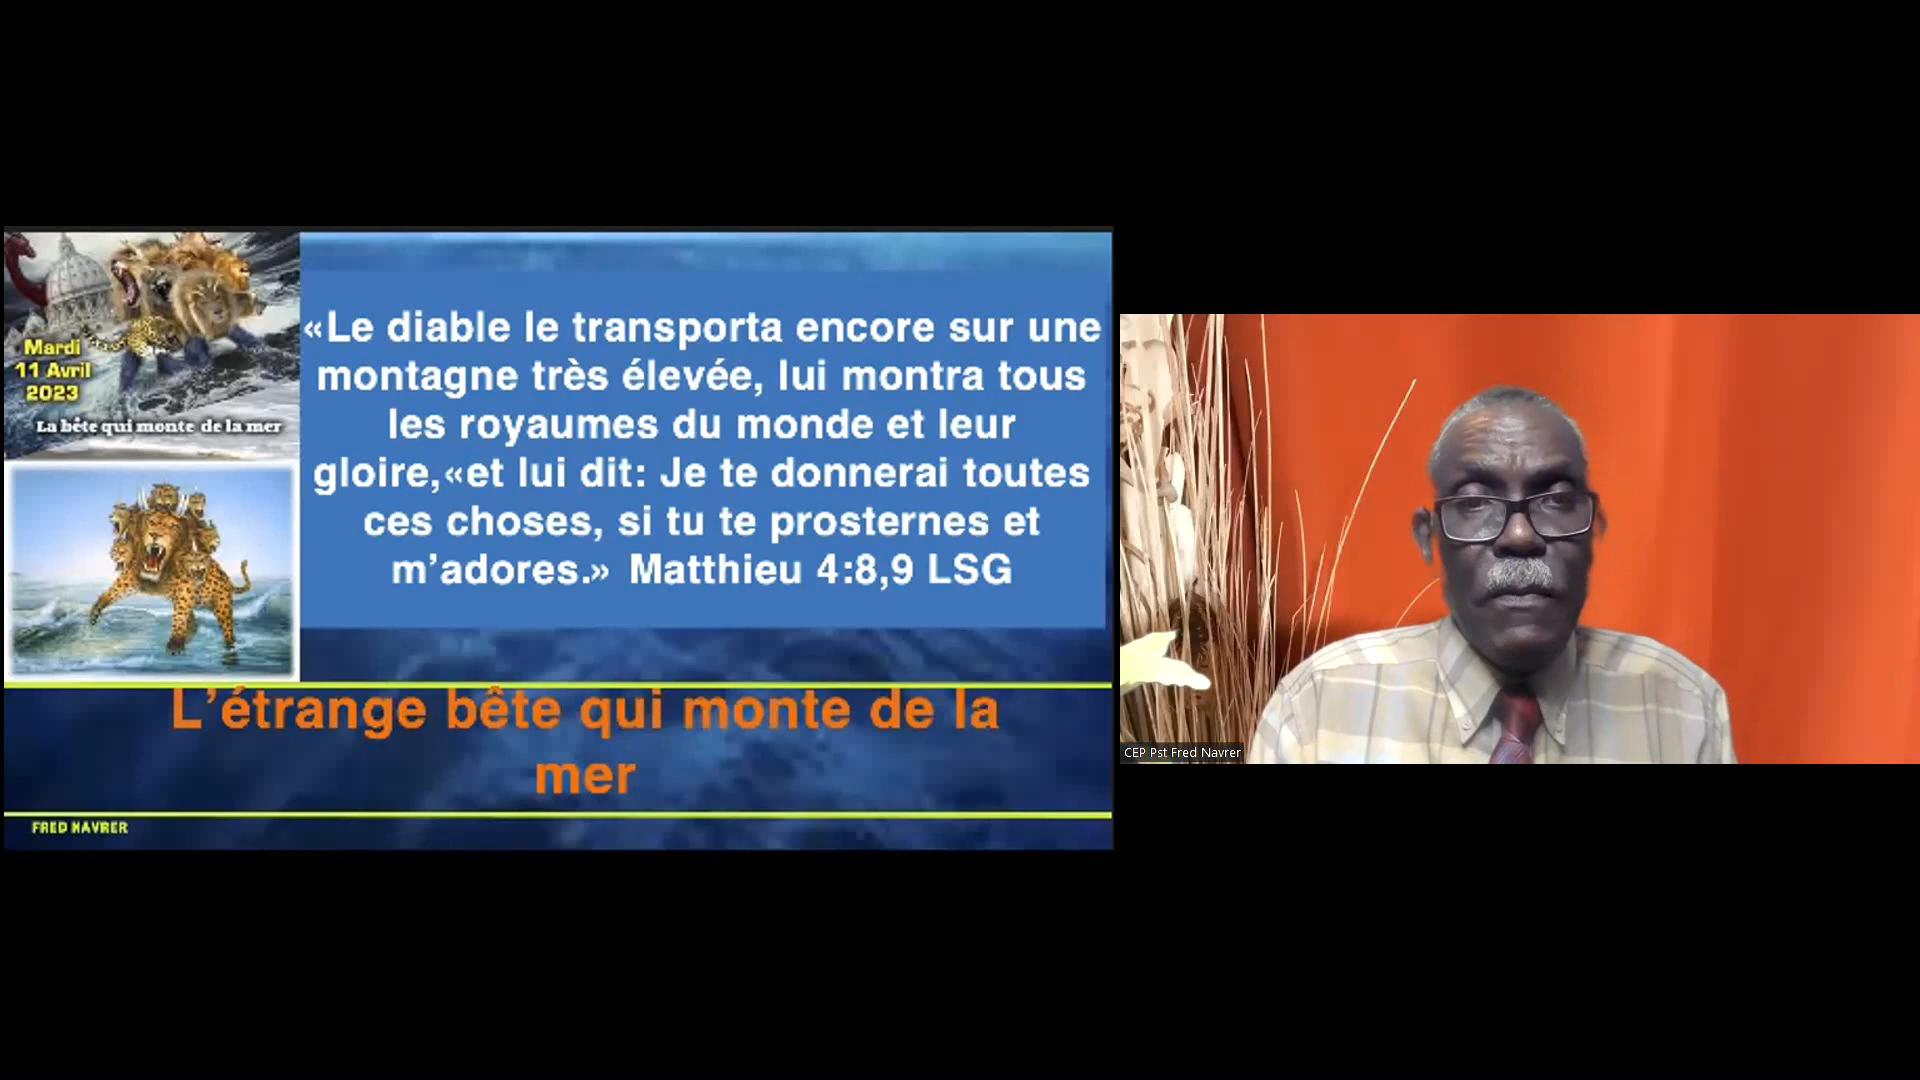 Mardi
11 Avril
2023
La bête qui monte de la mer
«Le diable le transporta encore sur une
montagne très élevée, lui montra tous
les royaumes du monde et leur
gloire,«et lui dit: Je te donnerai toutes
ces choses, si tu te prosternes et
m’adores.» Matthieu 4:8,9 LSG
L’étrange bête qui monte de la
mer
FRED NAVRER
CEP Pst Fred Navrer